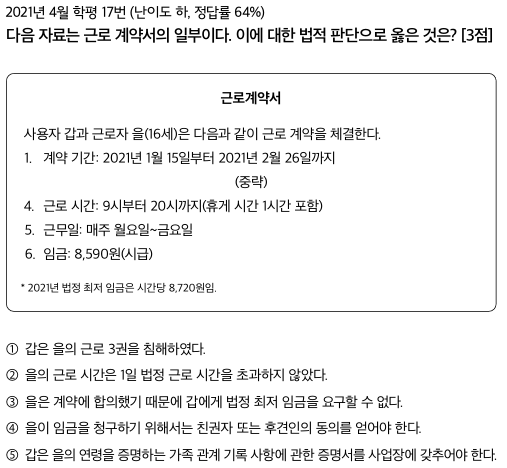 2021년 4월 학평 17번 (난이도 하, 정답률 64%)
다음 자료는 근로 계약서의 일부이다. 이에 대한 법적 판단으로 옳은 것은? [3점]
근로계약서
사용자 갑과 근로자 을(16세)은 다음과 같이 근로 계약을 체결한다.
1. 계약 기간: 2021년 1월 15일부터 2021년 2월 26일까지
(중략)
4. 근로 시간: 9시부터 20시까지(휴게 시간 1시간 포함)
5. 근무일: 매주 월요일~금요일
6. 임금: 8,590원(시급)
* 2021년 법정 최저 임금은 시간당 8,720원임.
① 갑은 을의 근로 3권을 침해하였다.
② 을의 근로 시간은 1일 법정 근로 시간을 초과하지 않았다.
③ 을은 계약에 합의했기 때문에 갑에게 법정 최저 임금을 요구할 수 없다.
④ 을이 임금을 청구하기 위해서는 친권자 또는 후견인의 동의를 얻어야 한다.
⑤ 갑은 을의 연령을 증명하는 가족 관계 기록 사항에 관한 증명서를 사업장에 갖추어야 한다.